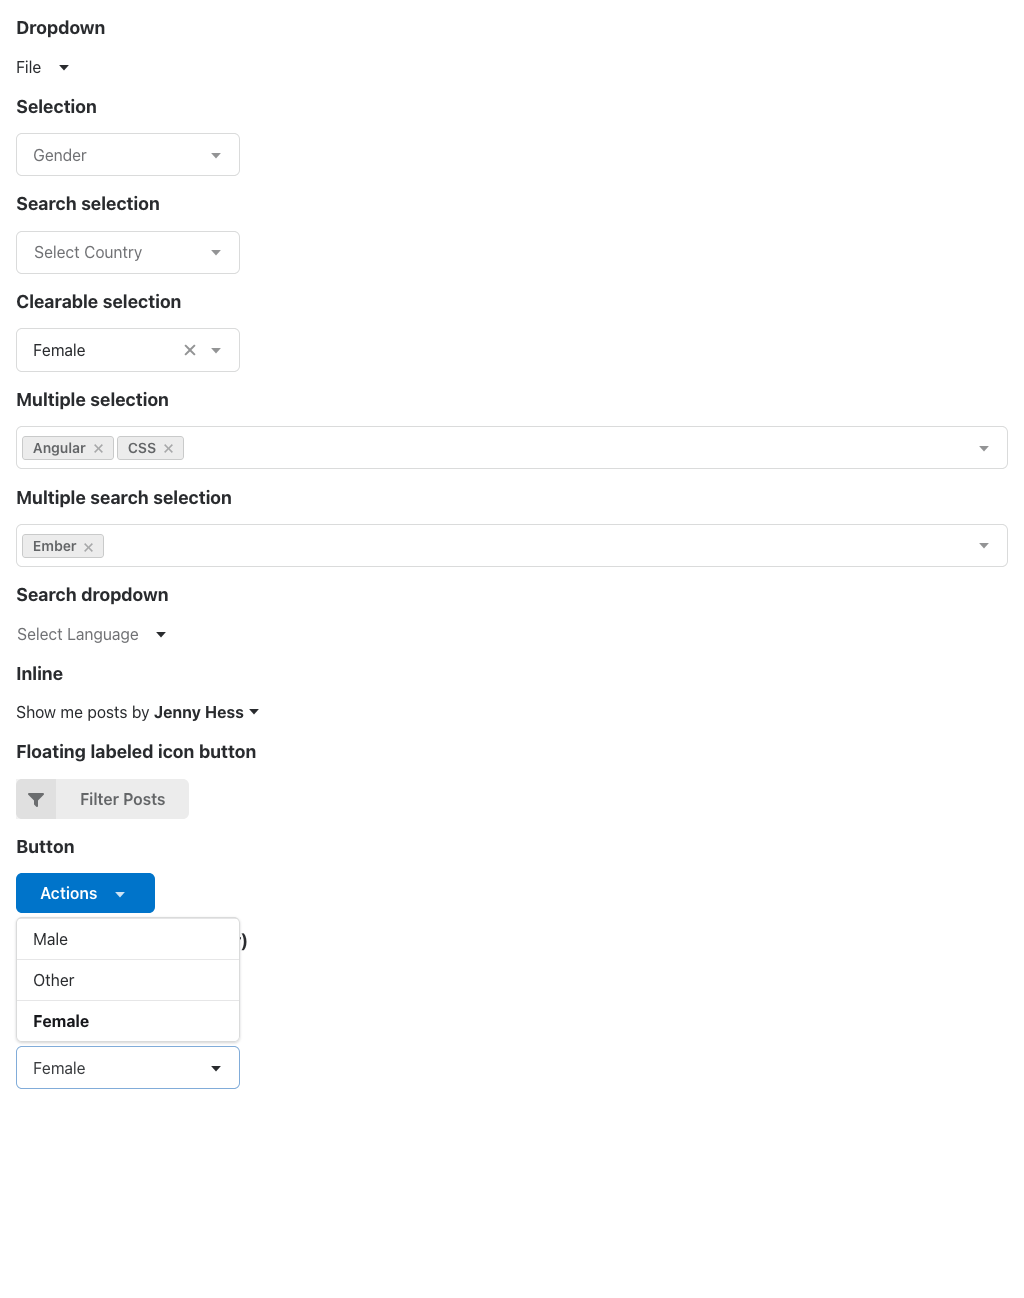 Dropdown
File
Selection
Gender
Search selection
Select Country
Clearable selection
Female
Multiple selection
Angular CSS
Multiple search selection
Ember
Search dropdown
Select Language
Inline
Show me posts by Jenny Hess
Floating labeled icon button
Filter Posts
Button
Actions
Male
Other
Female
Female